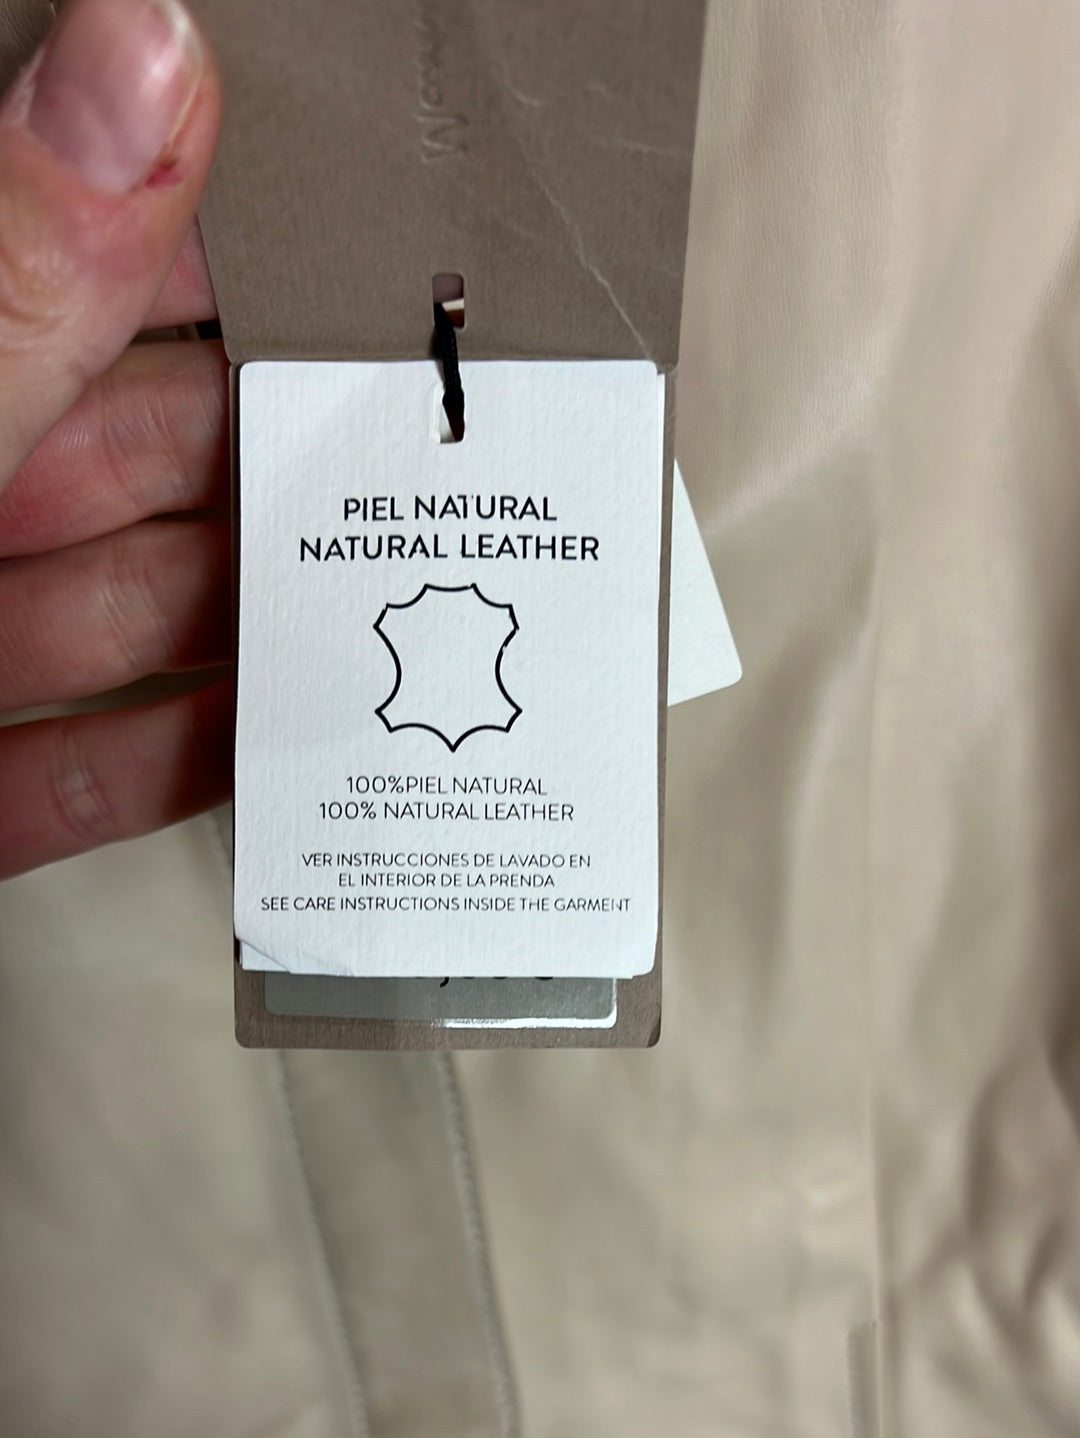 PIEL NATURAL
NATURAL LEATHER
100%PIEL NATURAL
100% NATURAL LEATHER
VER INSTRUCCIONES DE LAVADO EN
EL INTERIOR DE LA PRENDA
SEE CARE INSTRUCTIONS INSIDE THE GARMENT